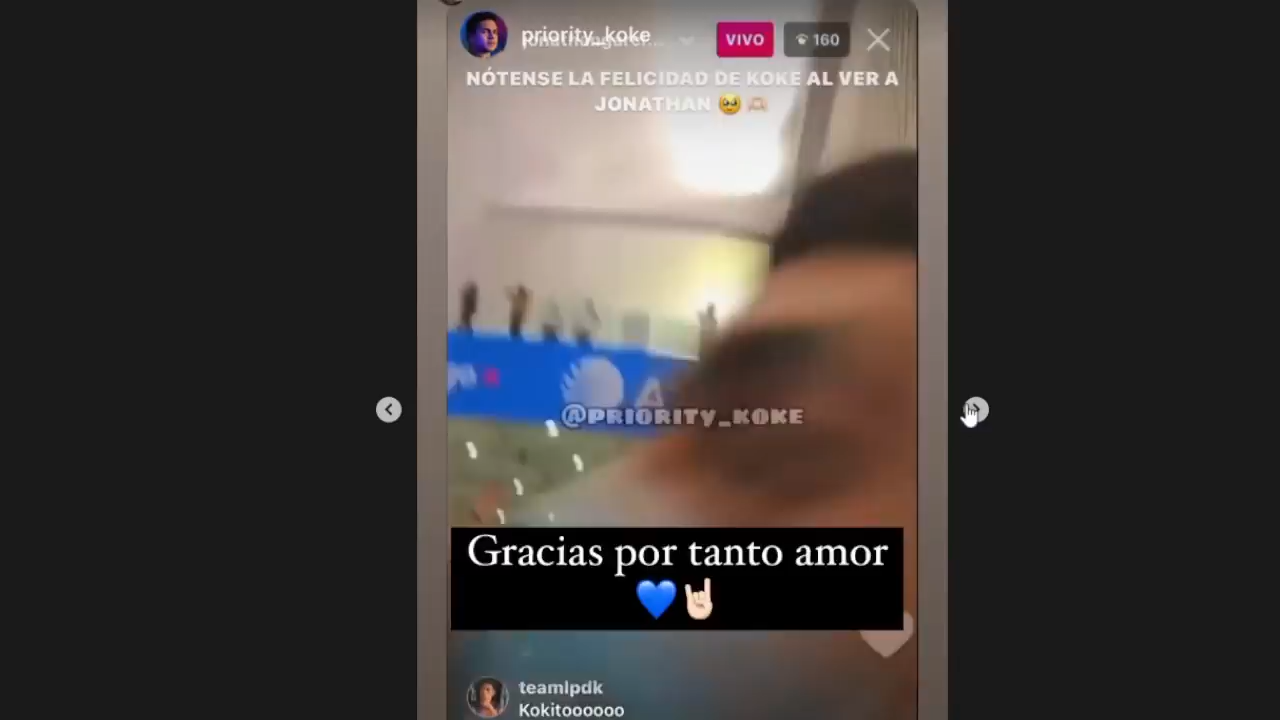 priority_koke
VIVO
160
NÓTENSE LA FELICIDAD DE KOKE AL VER A
JONATHAN 🥹🫶🏼
@PRIORITY_KOKE
Gracias por tanto amor
💙🤘🏻
teamlpdk
Kokitoooooo